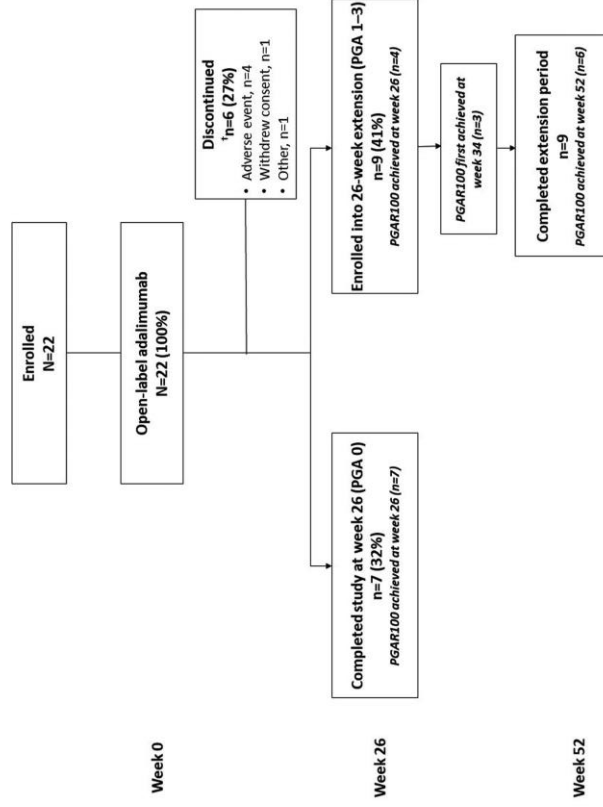 Enrolled
N=22
Week 0
Open-label adalimumab
N=22 (100%)
Discontinued
†n=6 (27%)
• Adverse event, n=4
• Withdrew consent, n=1
• Other, n=1
Week 26
Completed study at week 26 (PGA 0)
n=7 (32%)
PGAR100 achieved at week 26 (n=7)
Enrolled into 26-week extension (PGA 1–3)
n=9 (41%)
PGAR100 achieved at week 26 (n=4)
PGAR100 first achieved at
week 34 (n=3)
Week 52
Completed extension period
n=9
PGAR100 achieved at week 52 (n=6)